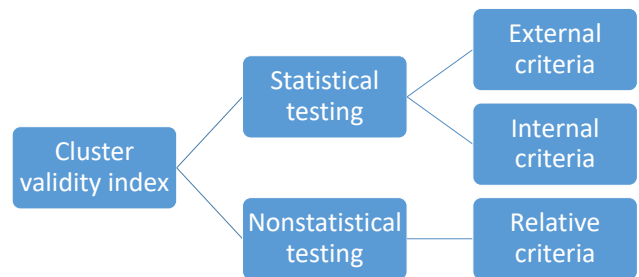 External
criteria
Statistical
testing
Internal
criteria
Cluster
validity index
Nonstatistical
testing
Relative
criteria